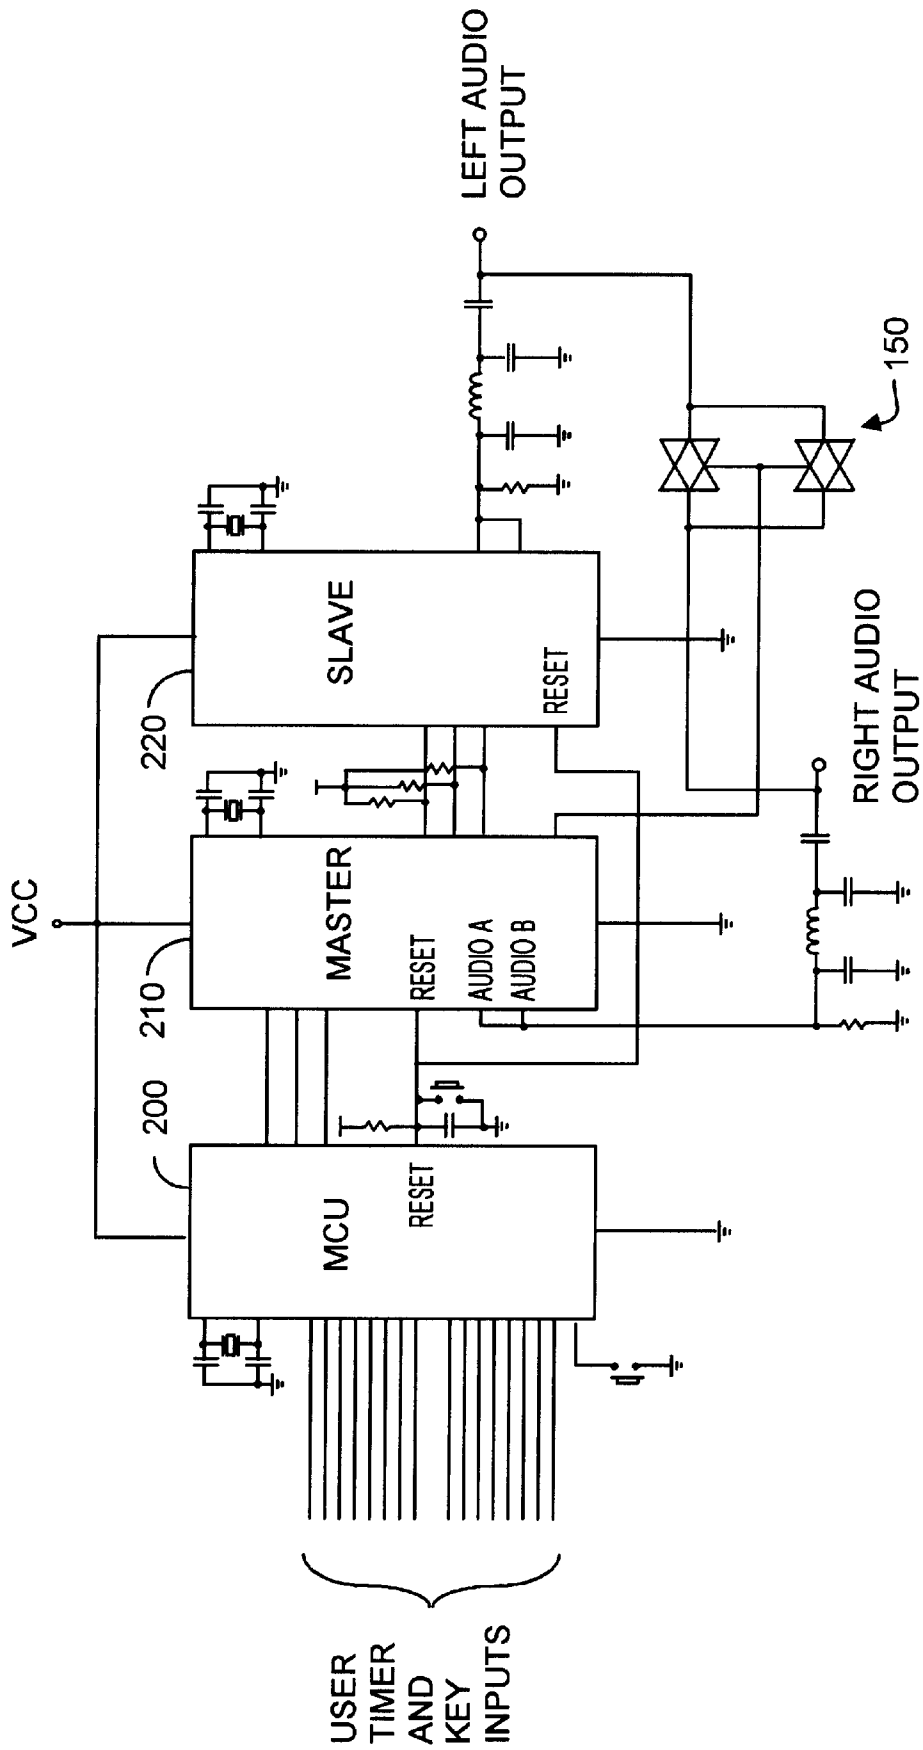 VCC
200
210
220
MCU
RESET
MASTER
RESET
AUDIO A
AUDIO B
SLAVE
RESET
USER
TIMER
AND
KEY
INPUTS
LEFT AUDIO
OUTPUT
150
RIGHT AUDIO
OUTPUT